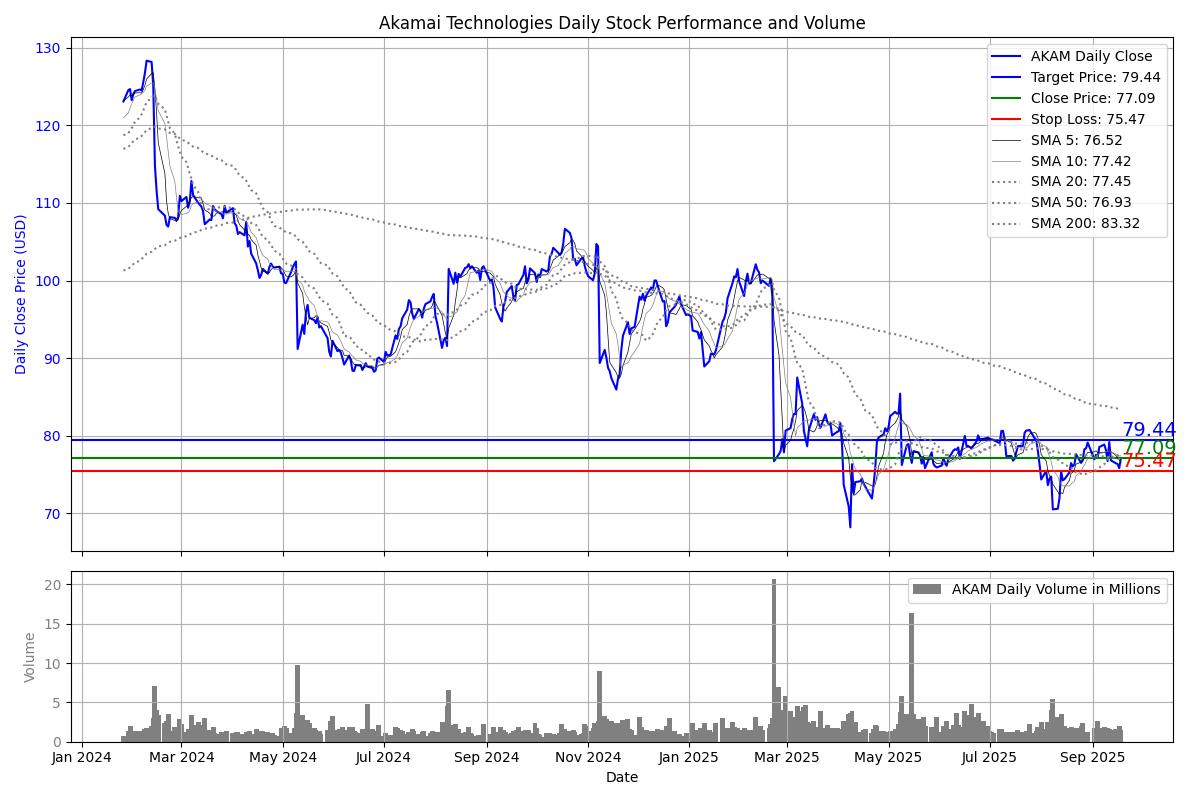 Akamai Technologies Daily Stock Performance and Volume
Daily Close Price (USD)
130
120
110
100
90
80
70
AKAM Daily Close
Target Price: 79.44
Close Price: 77.09
Stop Loss: 75.47
SMA 5: 76.52
SMA 10: 77.42
SMA 20: 77.45
SMA 50: 76.93
SMA 200: 83.32
79.44
77.09
75.47
Volume
20
15
10
5
0
AKAM Daily Volume in Millions
Jan 2024 Mar 2024 May 2024 Jul 2024 Sep 2024 Nov 2024 Jan 2025 Mar 2025 May 2025 Jul 2025 Sep 2025
Date